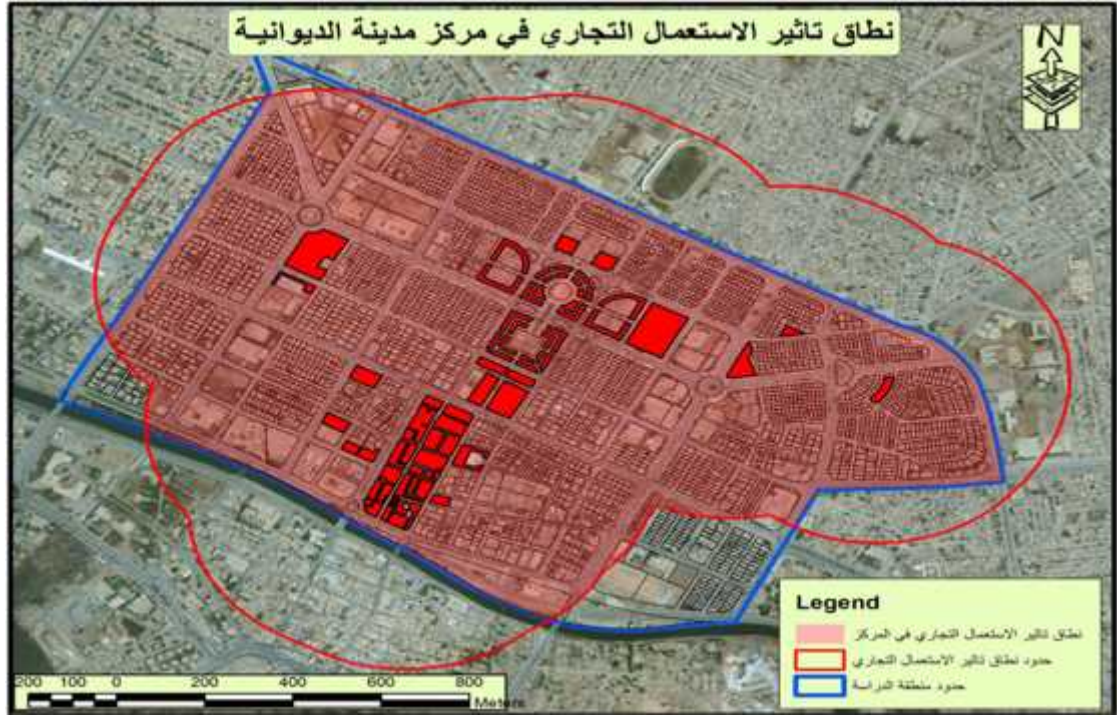 نطاق تاثير الاستعمال التجاري في مركز مدينة الديوانية
N
Legend
نطاق تاثير الاستعمال التجاري في المركز
حدود نطاق تاثير الاستعمال التجاري
حدود منطقة الدراسة
200 100 0 200 400 600 800
Meters